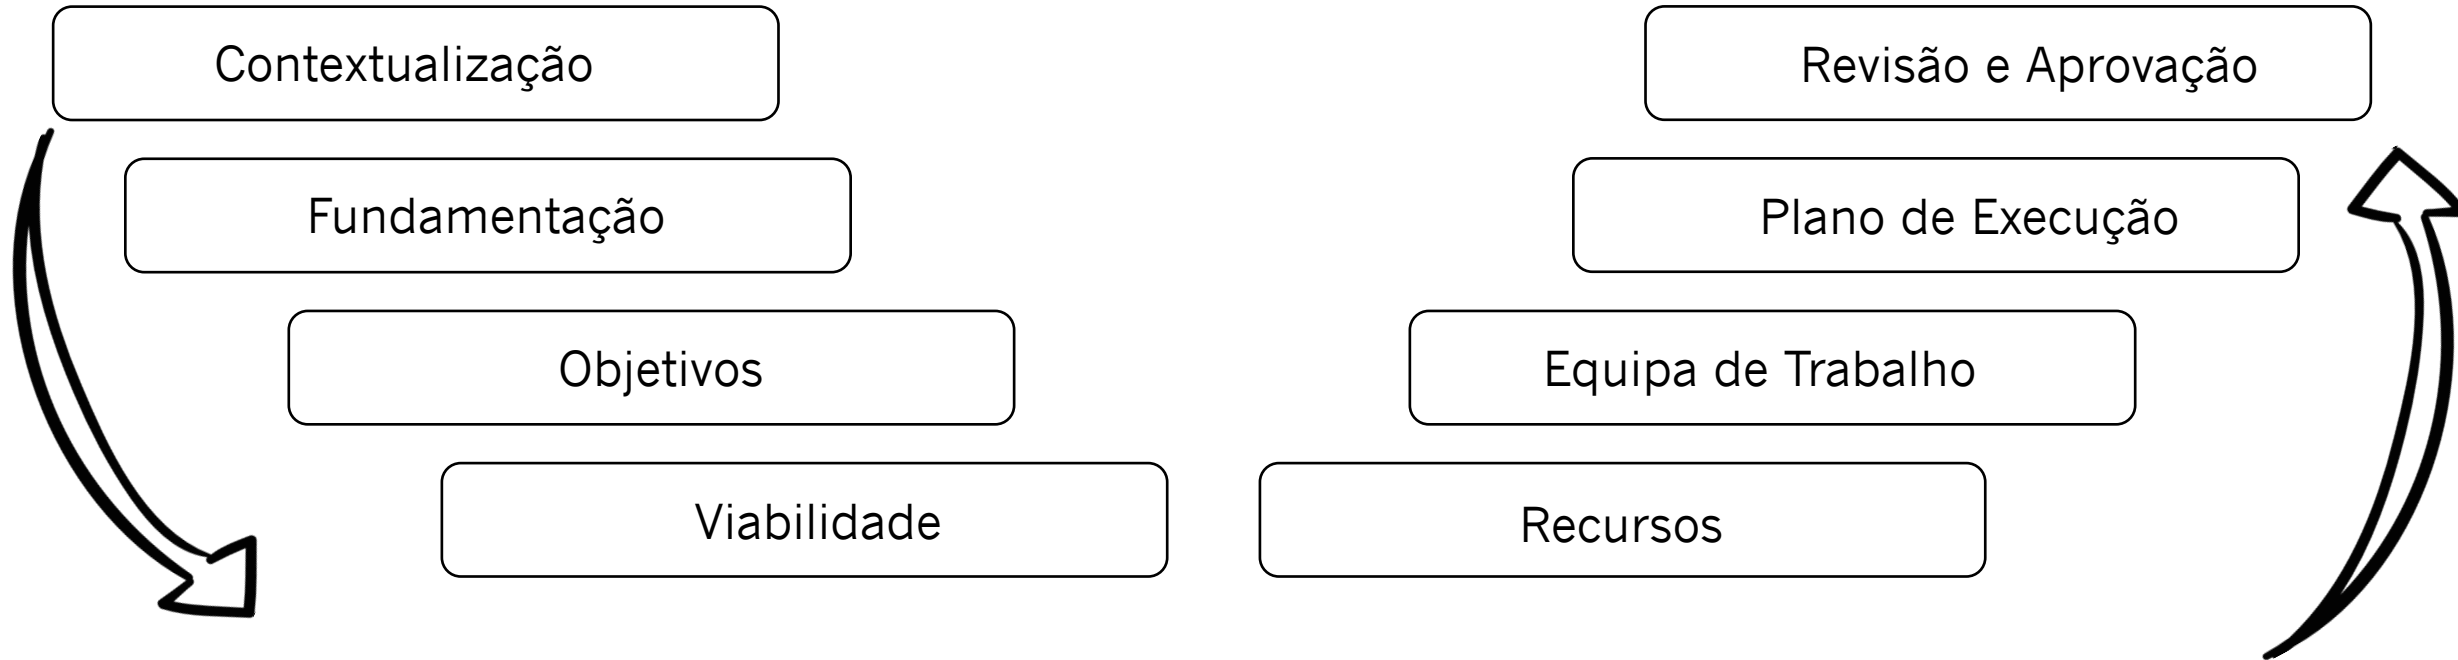 Contextualização
Fundamentação
Objetivos
Viabilidade
Recursos
Equipa de Trabalho
Plano de Execução
Revisão e Aprovação